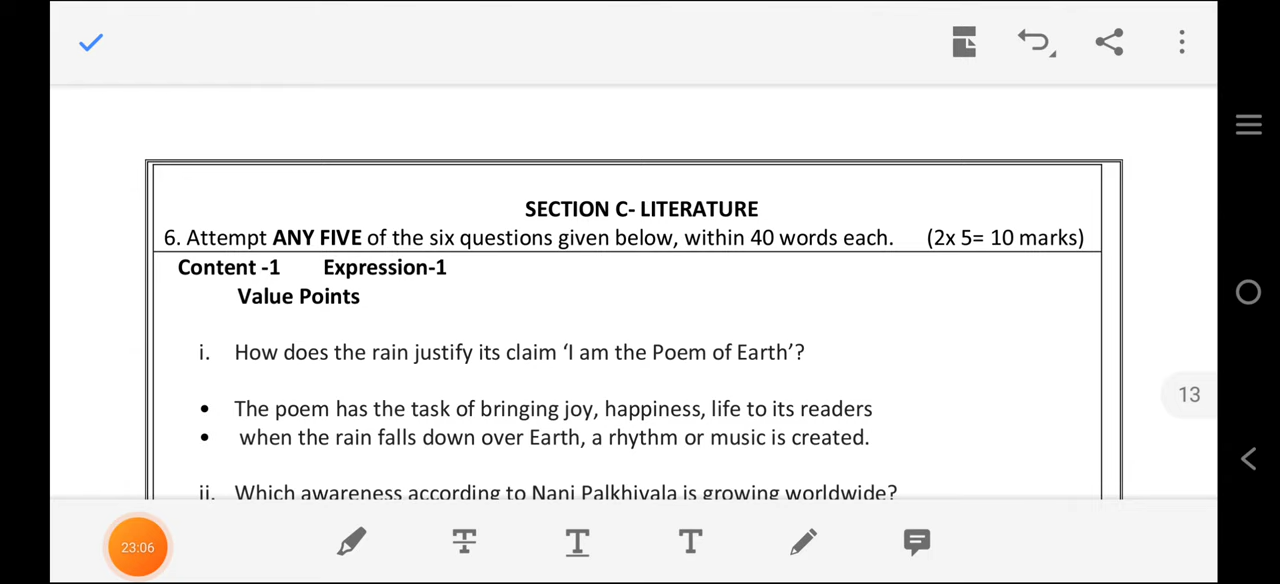 SECTION C- LITERATURE
6. Attempt ANY FIVE of the six questions given below, within 40 words each. (2x 5= 10 marks)
Content -1 Expression-1
Value Points
i. How does the rain justify its claim ‘I am the Poem of Earth’?
• The poem has the task of bringing joy, happiness, life to its readers
• when the rain falls down over Earth, a rhythm or music is created.
13
ii. Which awareness according to Nani Palkhivala is growing worldwide?
23:06
T T T